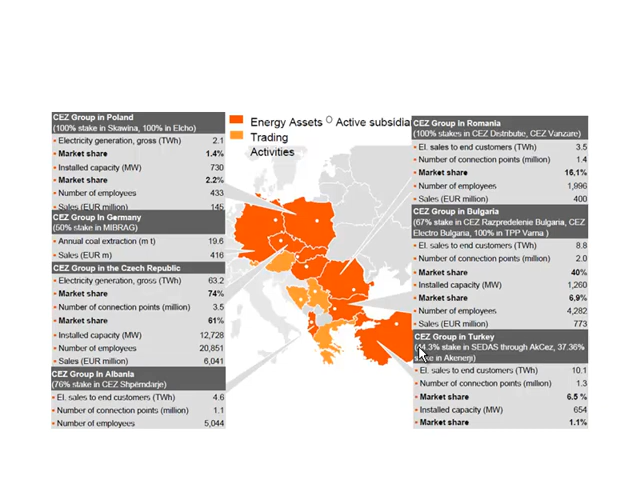 CEZ Group in Poland
(100% stake in Skawina, 100% in Elcho)
• Electricity generation, gross (TWh) 2.1
• Market share 1.4%
• Installed capacity (MW) 730
• Market share 2.2%
• Number of employees 433
• Sales (EUR million) 145
CEZ Group In Germany
(50% stake in MIBRAG)
• Annual coal extraction (m t) 19.6
• Sales (EUR m) 416
CEZ Group in the Czech Republic
• Electricity generation, gross (TWh) 63.2
• Market share 74%
• Number of connection points (million) 3.5
• Market share 61%
• Installed capacity (MW) 12,728
• Number of employees 20,851
• Sales (EUR million) 6,041
CEZ Group in Albania
(76% stake in CEZ Shpërndarje)
• El. sales to end customers (TWh) 4.6
• Number of connection points (million) 1.1
• Number of employees 5,044
Energy Assets Active subsidia
Trading
Activities
CEZ Group in Romania
(100% stakes in CEZ Distributie, CEZ Vanzare)
• El. sales to end customers (TWh) 3.5
• Number of connection points (million) 1.4
• Market share 16,1%
• Number of employees 1,996
• Sales (EUR million) 400
CEZ Group in Bulgaria
(67% stake in CEZ Razpredelenie Bulgaria, CEZ
Electro Bulgaria, 100% in TPP Varna )
• El. sales to end customers (TWh) 8.8
• Number of connection points (million) 2.0
• Market share 40%
• Installed capacity (MW) 1,260
• Market share 6.9%
• Number of employees 4,282
• Sales (EUR million) 773
CEZ Group in Turkey
(44.3% stake in SEDAS through AkCez, 37.36%
stake in Akenerji)
• El. sales to end customers (TWh) 10.1
• Number of connection points (million) 1.3
• Market share 6.5 %
• Installed capacity (MW) 654
• Market share 1.1%